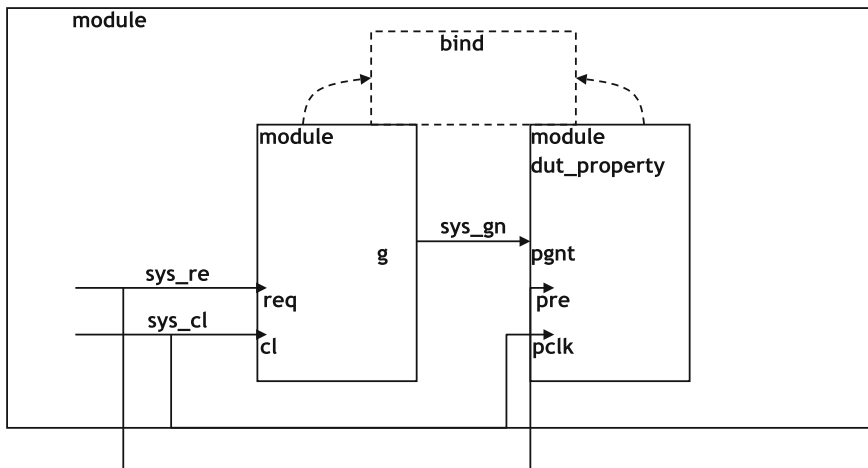 module
bind
module
module
dut_property
sys_gn
g
pgnt
sys_re
req
pre
sys_cl
cl
pclk